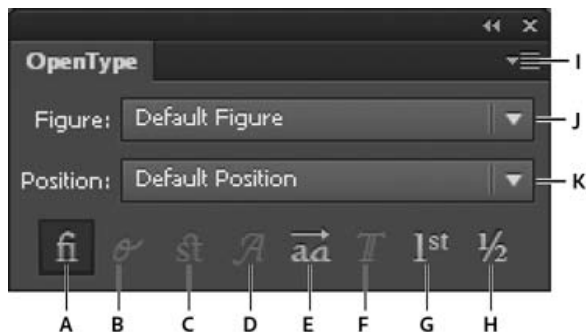 OpenType
I
Figure: Default Figure
J
Position: Default Position
K
fi σ st A aa T 1st ½
A B C D E F G H